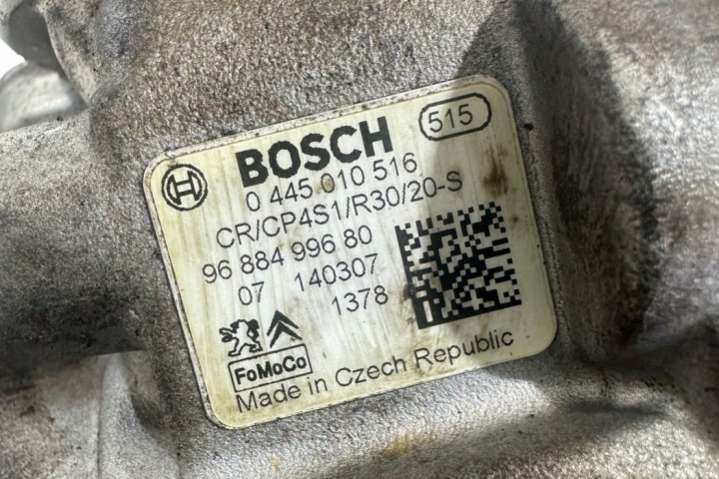 BOSCH 515
0 445 010 516
CR/CP4S1/R30/20-S
96 884 996 80
07 140307
1378
FoMoCo
Made in Czech Republic